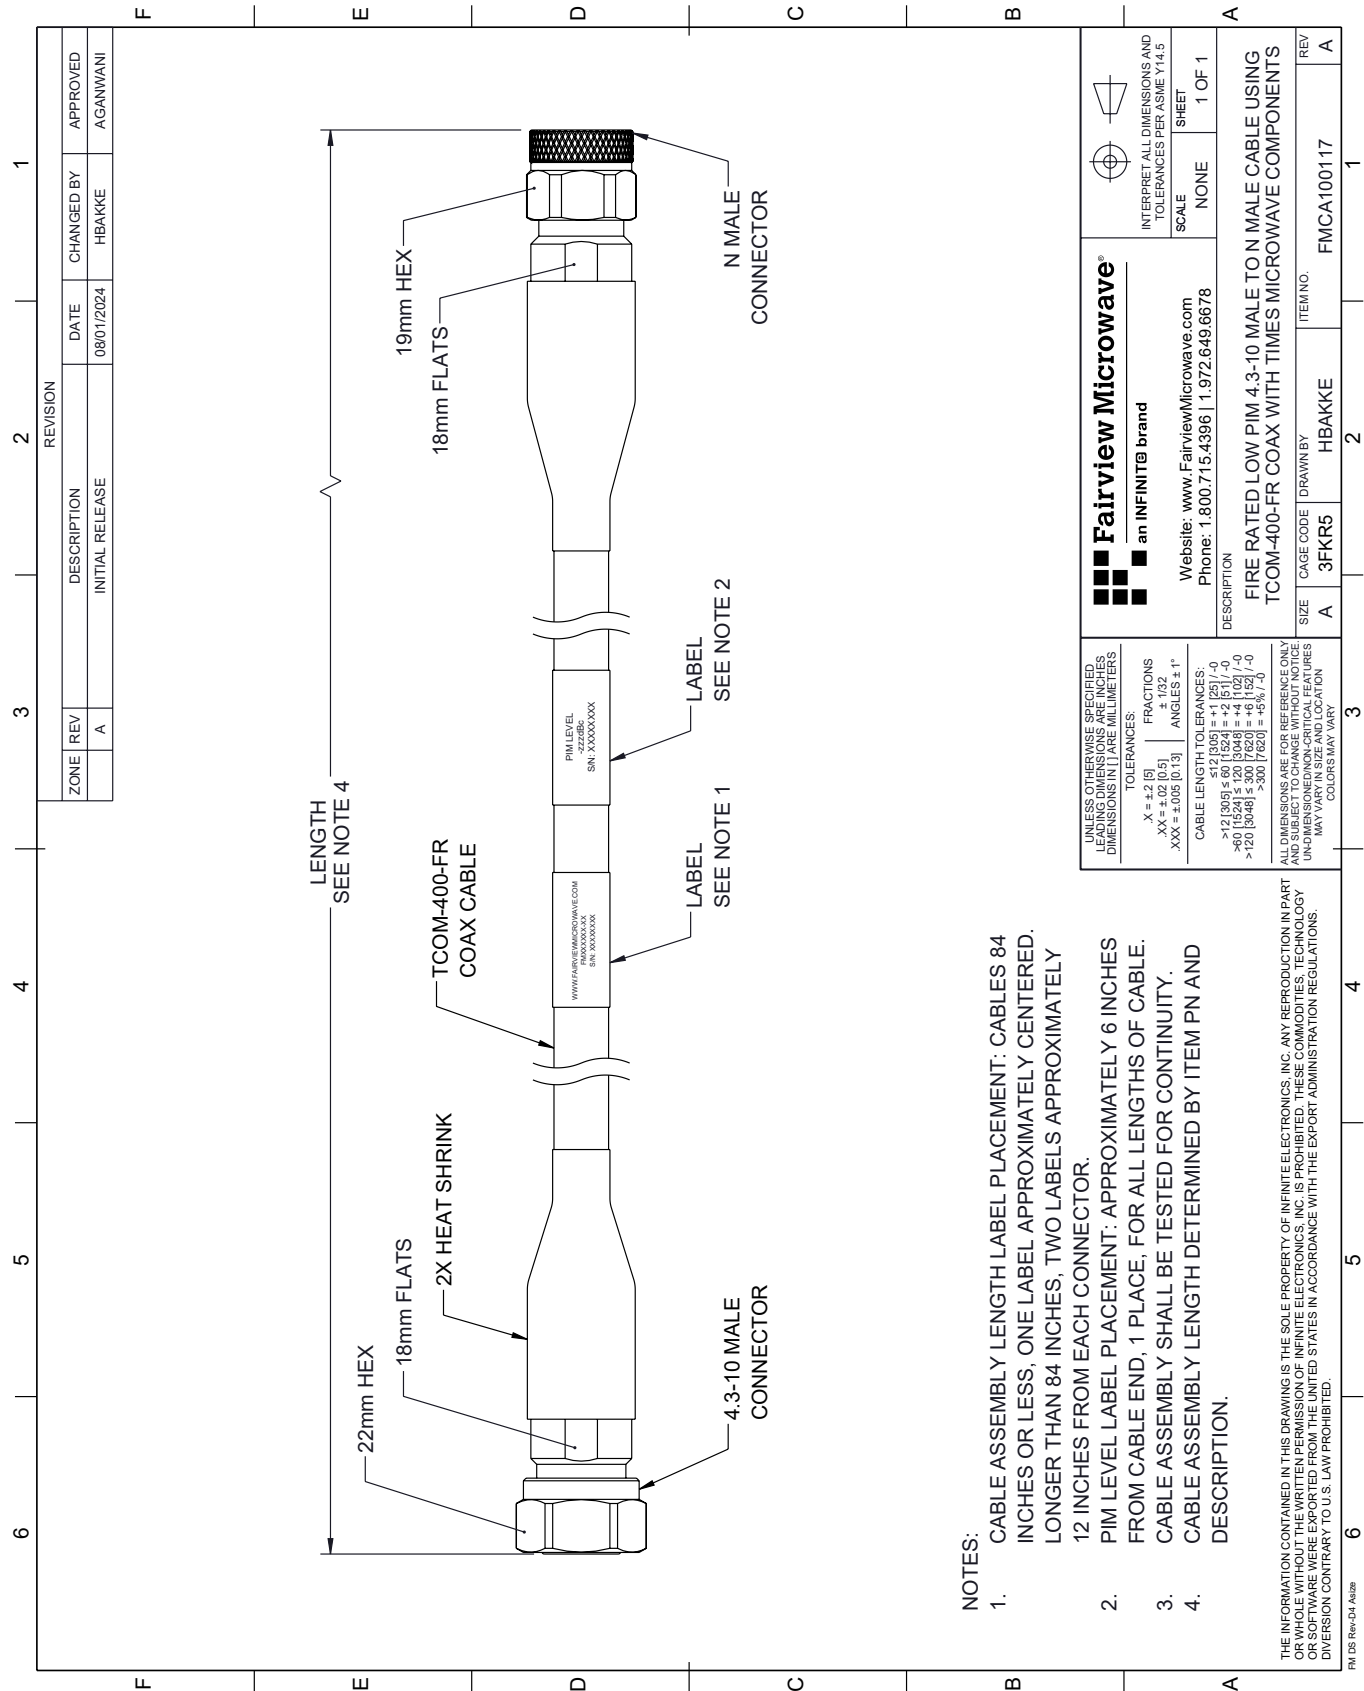 6
5
4
3
2
1
F
E
D
C
B
A
REVISION
ZONE REV DESCRIPTION DATE CHANGED BY APPROVED
A INITIAL RELEASE 08/01/2024 HBAKKE AGANWANI
LENGTH
SEE NOTE 4
22mm HEX
18mm FLATS
2X HEAT SHRINK
TCOM-400-FR
COAX CABLE
19mm HEX
18mm FLATS
WWW.FAIRVIEWMICROWAVE.COM
FMXXXXXX-XX
S/N: XXXXXXXX
PIM LEVEL
-zzzdBc
S/N: XXXXXXXX
4.3-10 MALE
CONNECTOR
LABEL
SEE NOTE 1
LABEL
SEE NOTE 2
N MALE
CONNECTOR
NOTES:
1. CABLE ASSEMBLY LENGTH LABEL PLACEMENT: CABLES 84
INCHES OR LESS, ONE LABEL APPROXIMATELY CENTERED.
LONGER THAN 84 INCHES, TWO LABELS APPROXIMATELY
12 INCHES FROM EACH CONNECTOR.
2. PIM LEVEL LABEL PLACEMENT: APPROXIMATELY 6 INCHES
FROM CABLE END, 1 PLACE, FOR ALL LENGTHS OF CABLE.
3. CABLE ASSEMBLY SHALL BE TESTED FOR CONTINUITY.
4. CABLE ASSEMBLY LENGTH DETERMINED BY ITEM PN AND
DESCRIPTION.
THE INFORMATION CONTAINED IN THIS DRAWING IS THE SOLE PROPERTY OF INFINITE ELECTRONICS, INC. ANY REPRODUCTION IN PART
OR WHOLE WITHOUT THE WRITTEN PERMISSION OF INFINITE ELECTRONICS, INC. IS PROHIBITED. THESE COMMODITIES, TECHNOLOGY
OR SOFTWARE WERE EXPORTED FROM THE UNITED STATES IN ACCORDANCE WITH THE EXPORT ADMINISTRATION REGULATIONS.
DIVERSION CONTRARY TO U.S. LAW PROHIBITED.
UNLESS OTHERWISE SPECIFIED
LEADING DIMENSIONS ARE INCHES
DIMENSIONS IN [ ] ARE MILLIMETERS
TOLERANCES:
.X = ±.2 [5] FRACTIONS
.XX = ±.02 [0.5] ± 1/32
.XXX = ±.005 [0.13] ANGLES ± 1°
CABLE LENGTH TOLERANCES:
≤12 [305] = +1 [25] / -0
>12 [305] ≤ 60 [1524] = +2 [51] / -0
>60 [1524] ≤ 120 [3048] = +4 [102] / -0
>120 [3048] ≤ 300 [7620] = +6 [152] / -0
>300 [7620] = +5% / -0
ALL DIMENSIONS ARE FOR REFERENCE ONLY
AND SUBJECT TO CHANGE WITHOUT NOTICE.
UN-DIMENSIONED/NON-CRITICAL FEATURES
MAY VARY IN SIZE AND LOCATION
COLORS MAY VARY
Fairview Microwave®
an INFINITE brand
Website: www.FairviewMicrowave.com
Phone: 1.800.715.4396 | 1.972.649.6678
INTERPRET ALL DIMENSIONS AND
TOLERANCES PER ASME Y14.5
SCALE SHEET
NONE 1 OF 1
DESCRIPTION
FIRE RATED LOW PIM 4.3-10 MALE TO N MALE CABLE USING
TCOM-400-FR COAX WITH TIMES MICROWAVE COMPONENTS
SIZE CAGE CODE DRAWN BY ITEM NO. REV
A 3FKR5 HBAKKE FMCA100117 A
F
E
D
C
B
A
6
5
4
3
2
1
FM DS Rev-D4 Asize